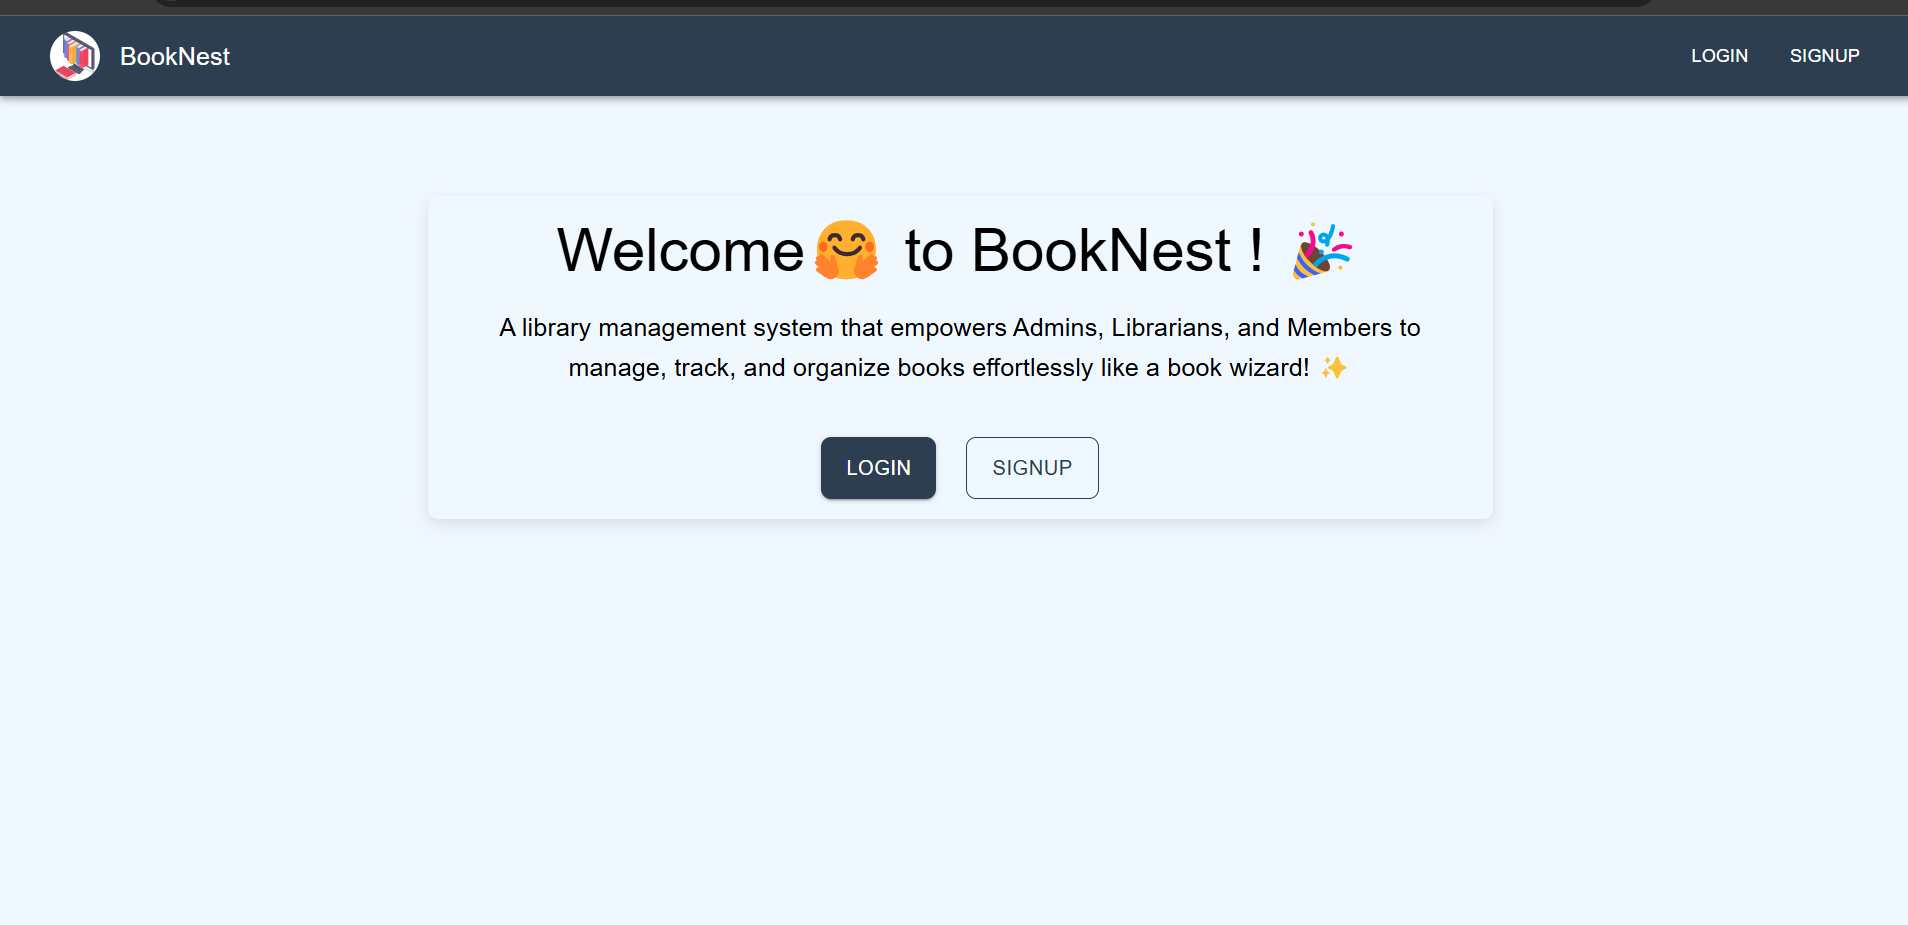 BookNest
LOGIN
SIGNUP
Welcome🤗 to BookNest ! 🎉
A library management system that empowers Admins, Librarians, and Members to
manage, track, and organize books effortlessly like a book wizard! ✨
LOGIN
SIGNUP